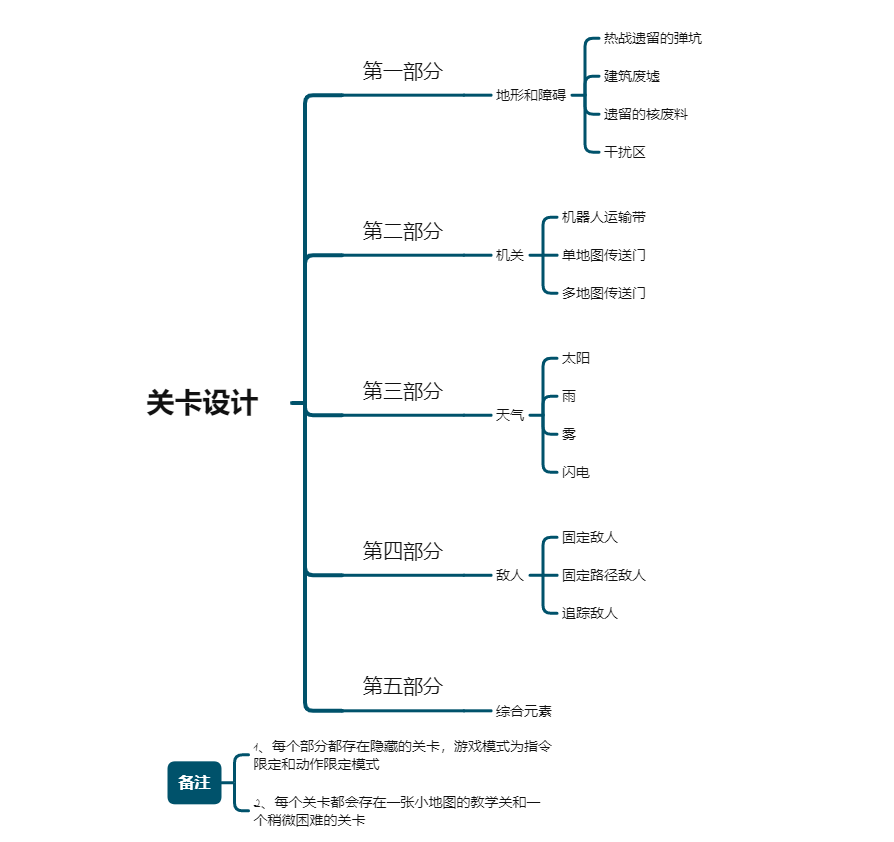 关卡设计
第一部分
地形和障碍
热战遗留的弹坑
建筑废墟
遗留的核废料
干扰区
第二部分
机关
机器人运输带
单地图传送门
多地图传送门
第三部分
天气
太阳
雨
雾
闪电
第四部分
敌人
固定敌人
固定路径敌人
追踪敌人
第五部分
综合元素
备注
1、每个部分都存在隐藏的关卡，游戏模式为指令
限定和动作限定模式
2、每个关卡都会存在一张小地图的教学关和一
个稍微困难的关卡